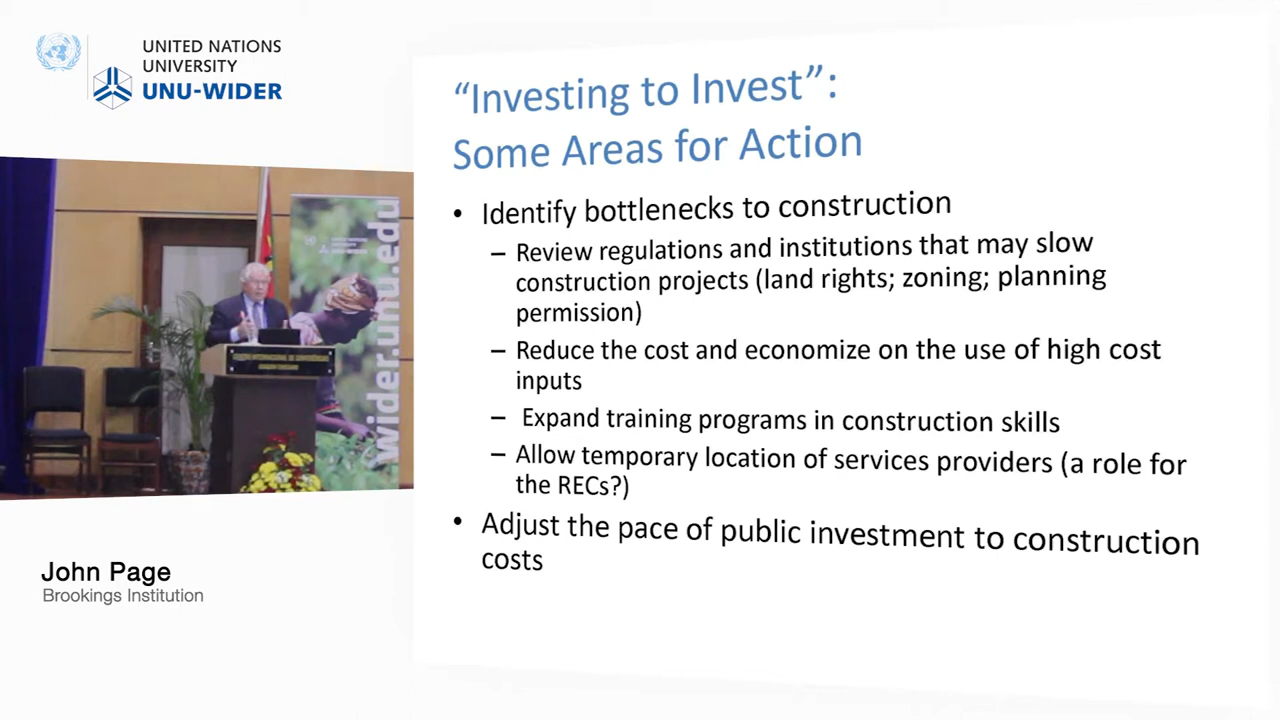 UNITED NATIONS
UNIVERSITY
UNU-WIDER
wider.unu.edu
John Page
Brookings Institution
“Investing to Invest”:
Some Areas for Action
• Identify bottlenecks to construction
– Review regulations and institutions that may slow
construction projects (land rights; zoning; planning
permission)
– Reduce the cost and economize on the use of high cost
inputs
– Expand training programs in construction skills
– Allow temporary location of services providers (a role for
the RECs?)
• Adjust the pace of public investment to construction
costs